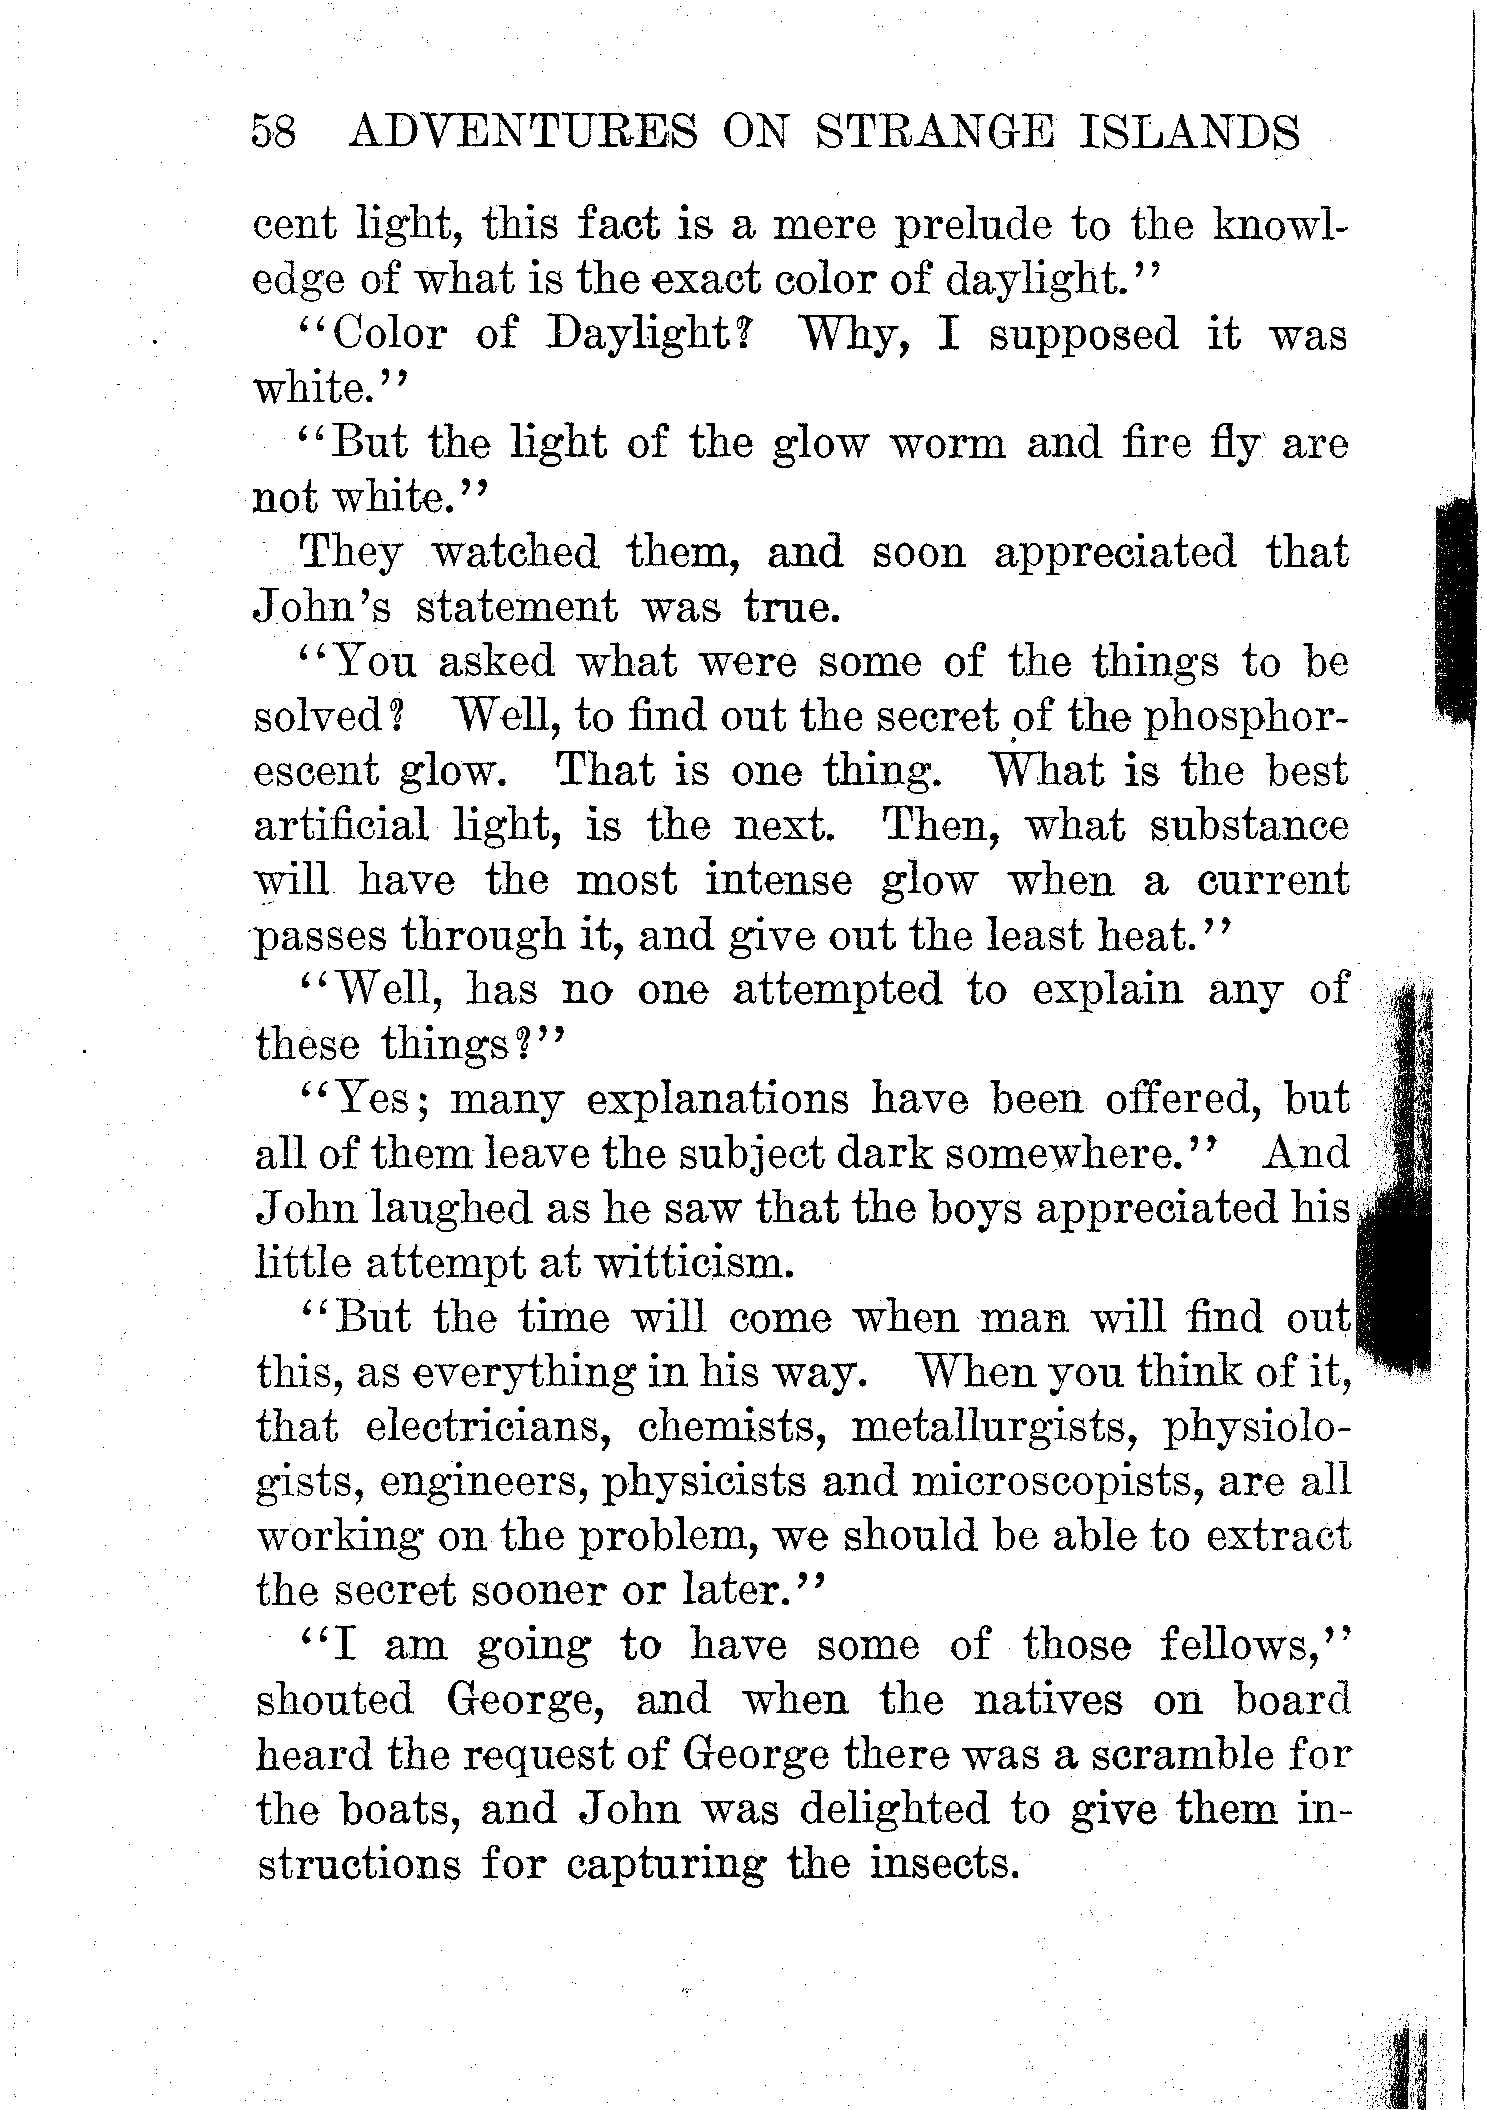 58 ADVENTURES ON STRANGE ISLANDS
cent light, this fact is a mere prelude to the knowl-
edge of what is the exact color of daylight.''
``Color of Daylight? Why, I supposed it was
white.''
``But the light of the glow worm and fire fly are
not white.''
They watched them, and soon appreciated that
John's statement was true.
``You asked what were some of the things to be
solved? Well, to find out the secret of the phosphor-
escent glow. That is one thing. What is the best
artificial light, is the next. Then, what substance
will have the most intense glow when a current
passes through it, and give out the least heat.''
``Well, has no one attempted to explain any of
these things?''
``Yes; many explanations have been offered, but
all of them leave the subject dark somewhere.'' And
John laughed as he saw that the boys appreciated his
little attempt at witticism.
``But the time will come when man will find out
this, as everything in his way. When you think of it,
that electricians, chemists, metallurgists, physiolo-
gists, engineers, physicists and microscopists, are all
working on the problem, we should be able to extract
the secret sooner or later.''
``I am going to have some of those fellows,''
shouted George, and when the natives on board
heard the request of George there was a scramble for
the boats, and John was delighted to give them in-
structions for capturing the insects.